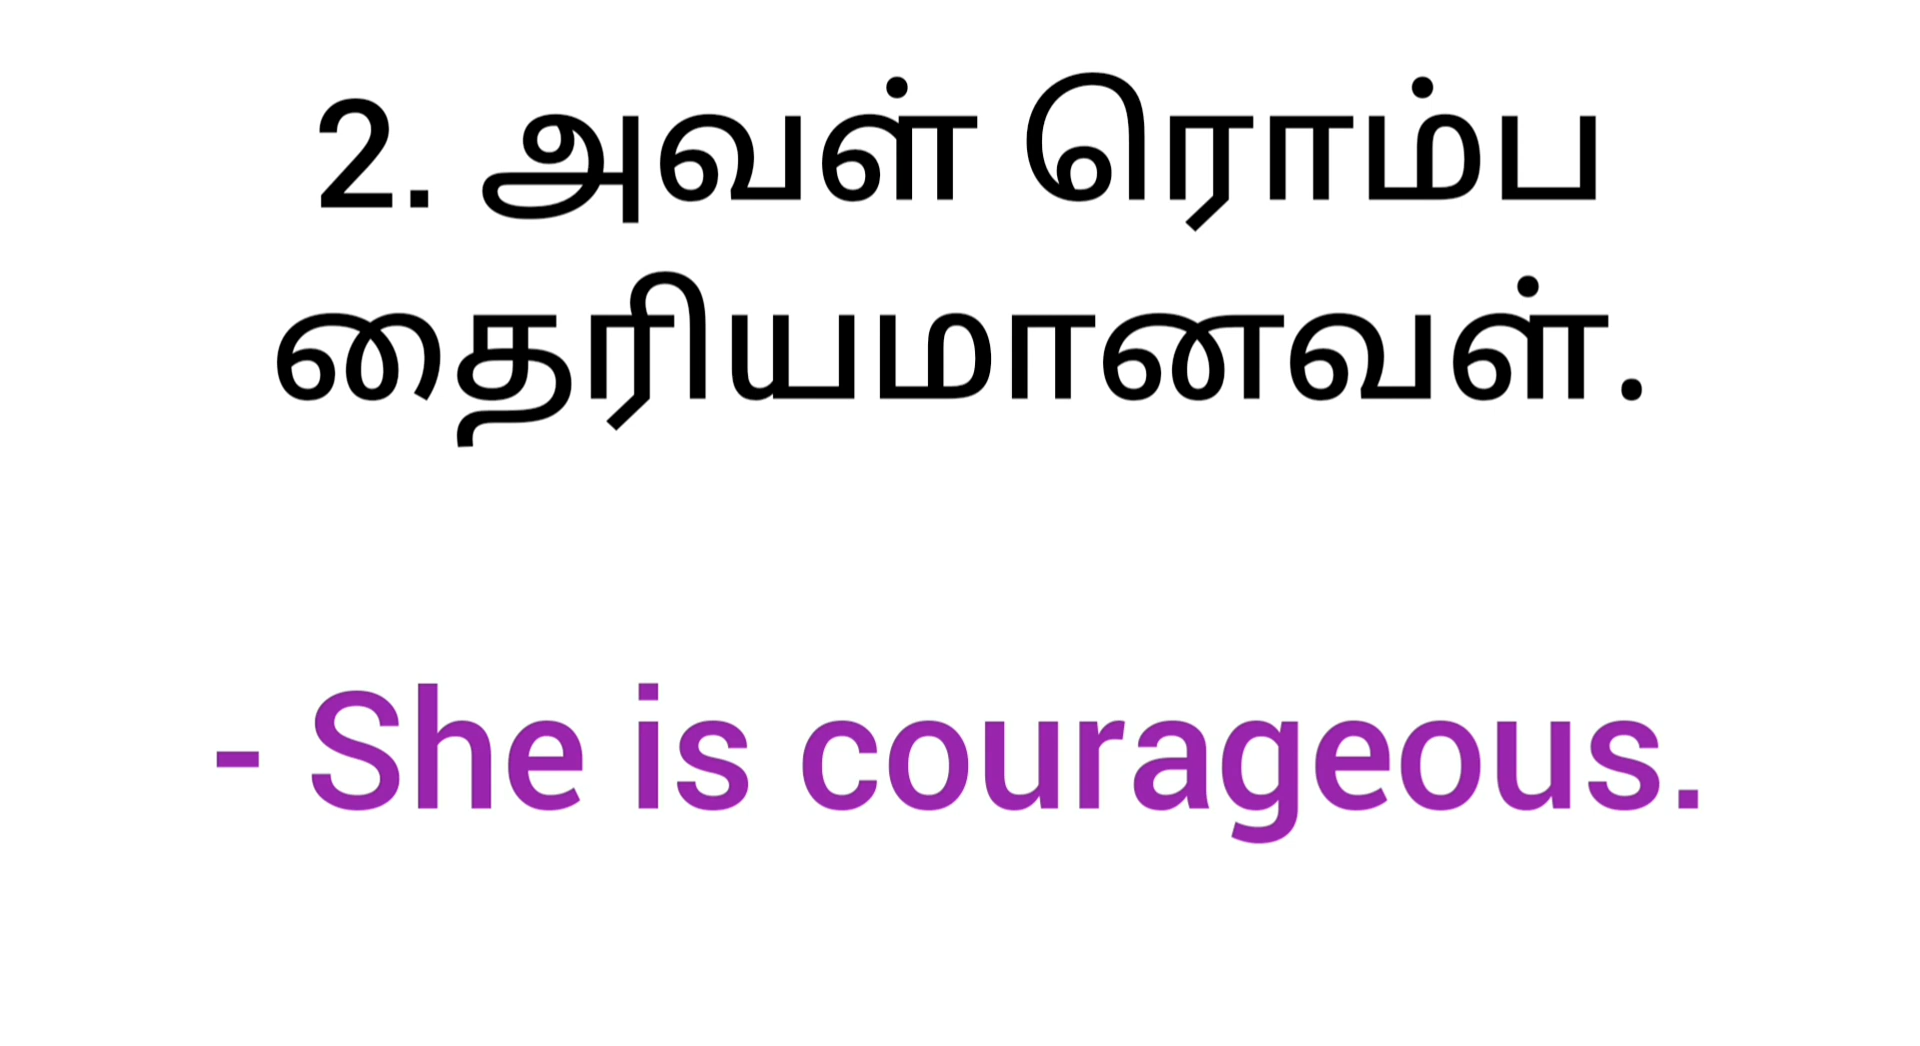 2. அவள் ரொம்ப
தைரியமானவள்.
- She is courageous.